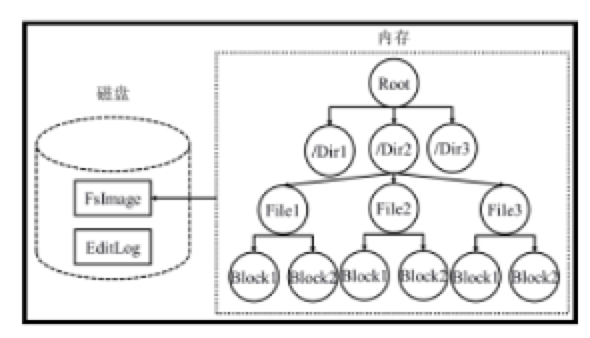 内存
磁盘
Root
/Dir1 /Dir2 /Dir3
FsImage
File1 File2 File3
EditLog
Block1 Block2 Block1 Block2 Block1 Block2